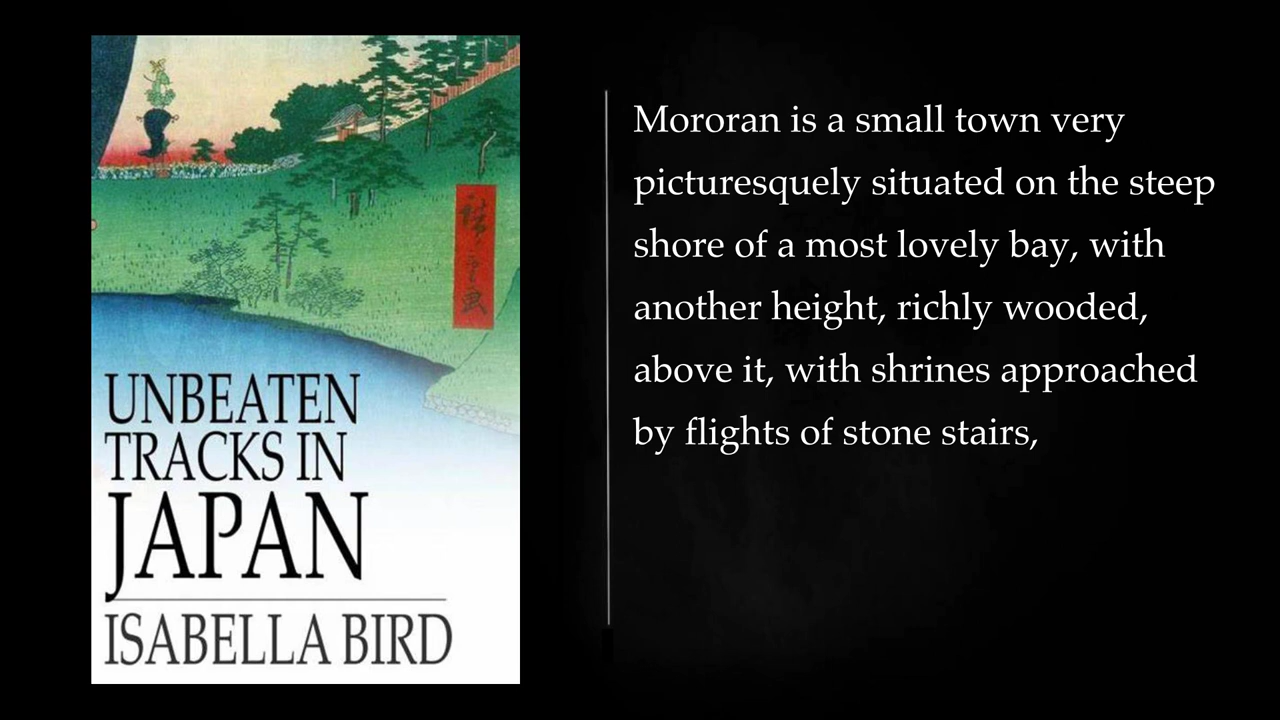 UNBEATEN
TRACKS IN
JAPAN
ISABELLA BIRD
Mororan is a small town very
picturesquely situated on the steep
shore of a most lovely bay, with
another height, richly wooded,
above it, with shrines approached
by flights of stone stairs,